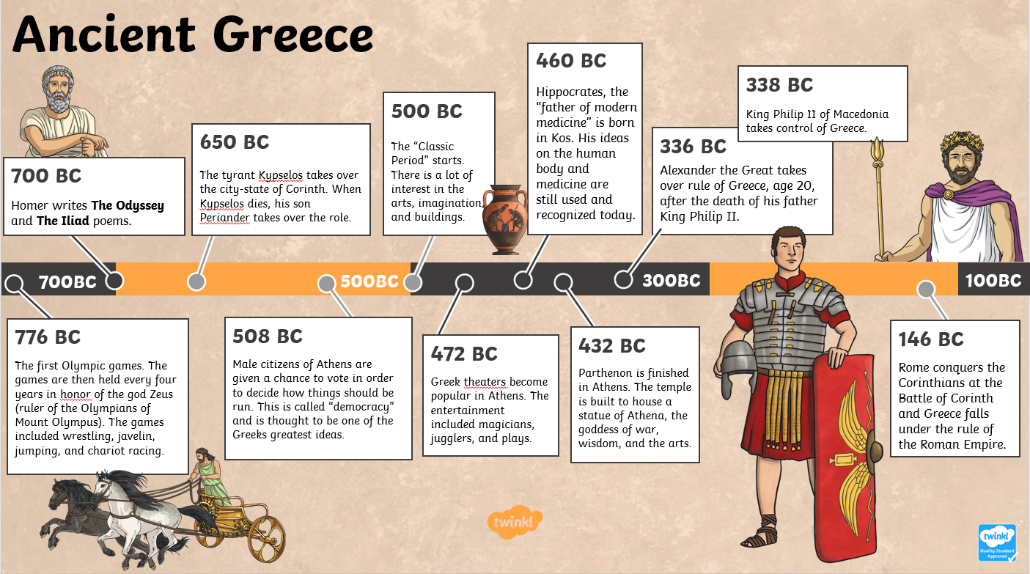 Ancient Greece
700 BC
Homer writes The Odyssey
and The Iliad poems.
650 BC
The tyrant Kypselos takes over
the city-state of Corinth. When
Kypselos dies, his son
Periander takes over the role.
500 BC
The “Classic
Period” starts.
There is a lot of
interest in the
arts, imagination,
and buildings.
460 BC
Hippocrates, the
“father of modern
medicine” is born
in Kos. His ideas
on the human
body and
medicine are
still used and
recognized today.
336 BC
Alexander the Great takes
over rule of Greece, age 20,
after the death of his father
King Philip II.
338 BC
King Philip II of Macedonia
takes control of Greece.
700BC
500BC
300BC
100BC
776 BC
The first Olympic games. The
games are then held every four
years in honor of the god Zeus
(ruler of the Olympians of
Mount Olympus). The games
included wrestling, javelin,
jumping, and chariot racing.
508 BC
Male citizens of Athens are
given a chance to vote in order
to decide how things should be
run. This is called “democracy”
and is thought to be one of the
Greeks greatest ideas.
472 BC
Greek theaters become
popular in Athens. The
entertainment
included magicians,
jugglers, and plays.
432 BC
Parthenon is finished
in Athens. The temple
is built to house a
statue of Athena, the
goddess of war,
wisdom, and the arts.
146 BC
Rome conquers the
Corinthians at the
Battle of Corinth
and Greece falls
under the rule of
the Roman Empire.
twinkl
twinkl
Quality Standard
Approved